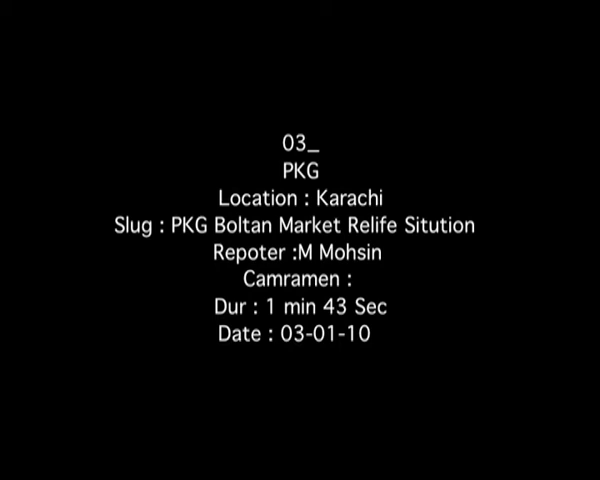 03_
PKG
Location : Karachi
Slug : PKG Boltan Market Relife Sitution
Repoter :M Mohsin
Camramen :
Dur : 1 min 43 Sec
Date : 03-01-10